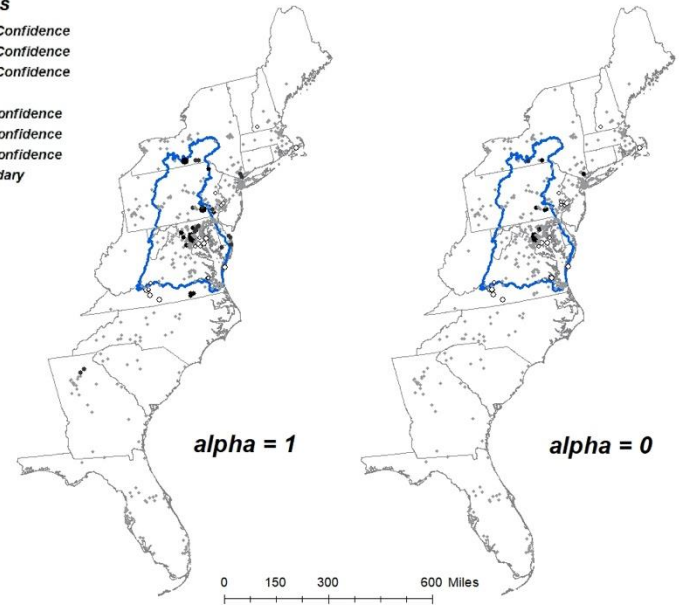 Confidence
Confidence
Confidence
onfidence
onfidence
onfidence
dary
alpha = 1
alpha = 0
0 150 300 600 Miles